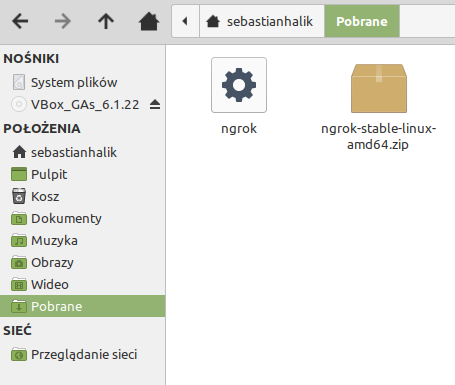 sebastianhalik
Pobrane
NOŚNIKI
System plików
VBox_GAs_6.1.22
POŁOŻENIA
sebastianhalik
Pulpit
Kosz
Dokumenty
Muzyka
Obrazy
Wideo
Pobrane
SIEĆ
Przeglądanie sieci
ngrok
ngrok-stable-linux-
amd64.zip